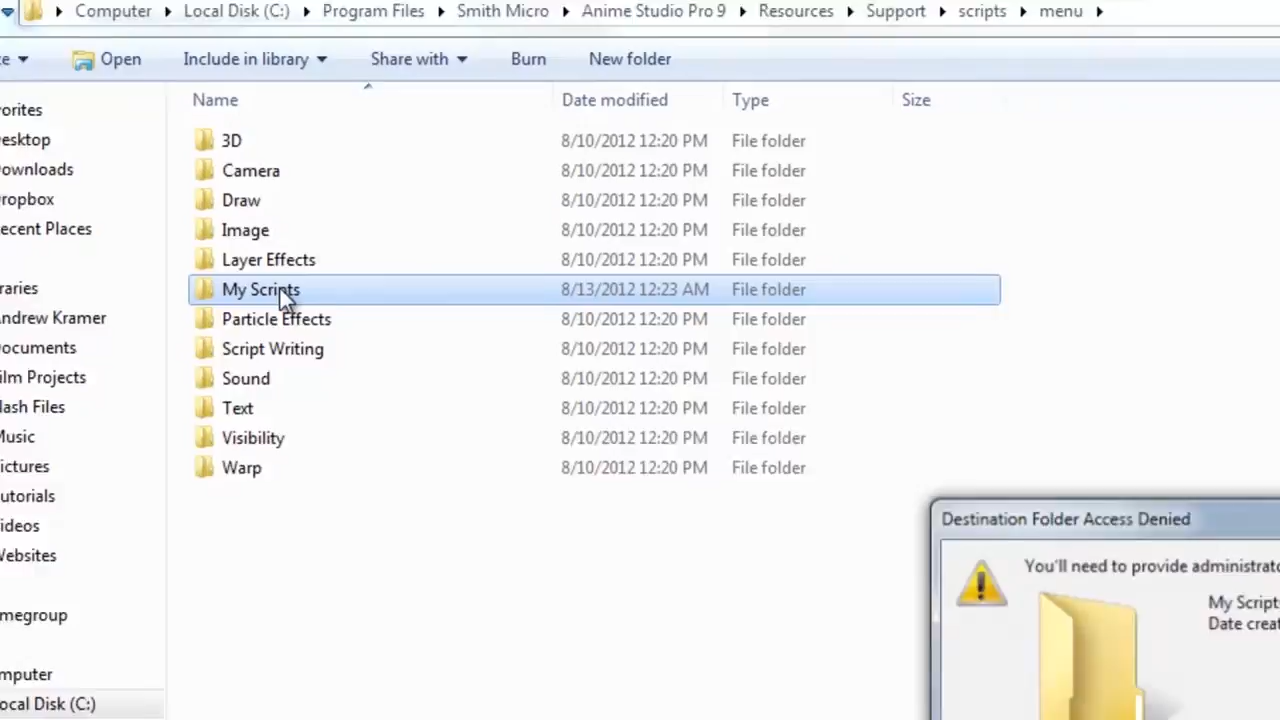 Computer Local Disk (C:) Program Files Smith Micro Anime Studio Pro 9 Resources Support scripts menu
e Open Include in library Share with Burn New folder
Name Date modified Type Size
vorites
esktop
ownloads
ropbox
ecent Places
raries
ndrew Kramer
ocuments
ilm Projects
lash Files
Music
ictures
utorials
ideos
Websites
megroup
mputer
ocal Disk (C:)
3D 8/10/2012 12:20 PM File folder
Camera 8/10/2012 12:20 PM File folder
Draw 8/10/2012 12:20 PM File folder
Image 8/10/2012 12:20 PM File folder
Layer Effects 8/10/2012 12:20 PM File folder
My Scripts 8/13/2012 12:23 AM File folder
Particle Effects 8/10/2012 12:20 PM File folder
Script Writing 8/10/2012 12:20 PM File folder
Sound 8/10/2012 12:20 PM File folder
Text 8/10/2012 12:20 PM File folder
Visibility 8/10/2012 12:20 PM File folder
Warp 8/10/2012 12:20 PM File folder
Destination Folder Access Denied
You'll need to provide administrato
My Scripts
Date creat